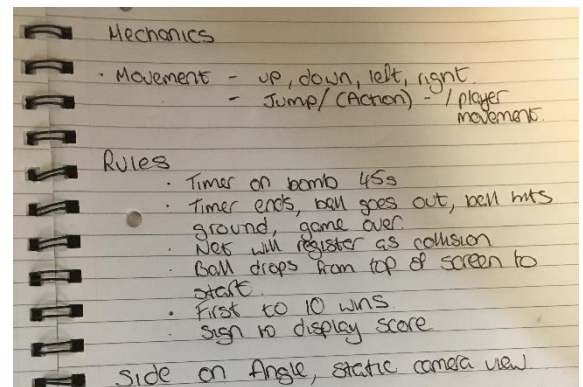 Mechanics
· Movement - up, down, left, right.
- Jump/ (Action) - / player
movement.
Rules
· Timer on bomb 45s
· Timer ends, ball goes out, ball hits
ground, game over.
· Net will register as collision
· Ball drops from top of screen to
start.
· First to 10 wins.
· Sign to display score
Side on Angle, static camera view